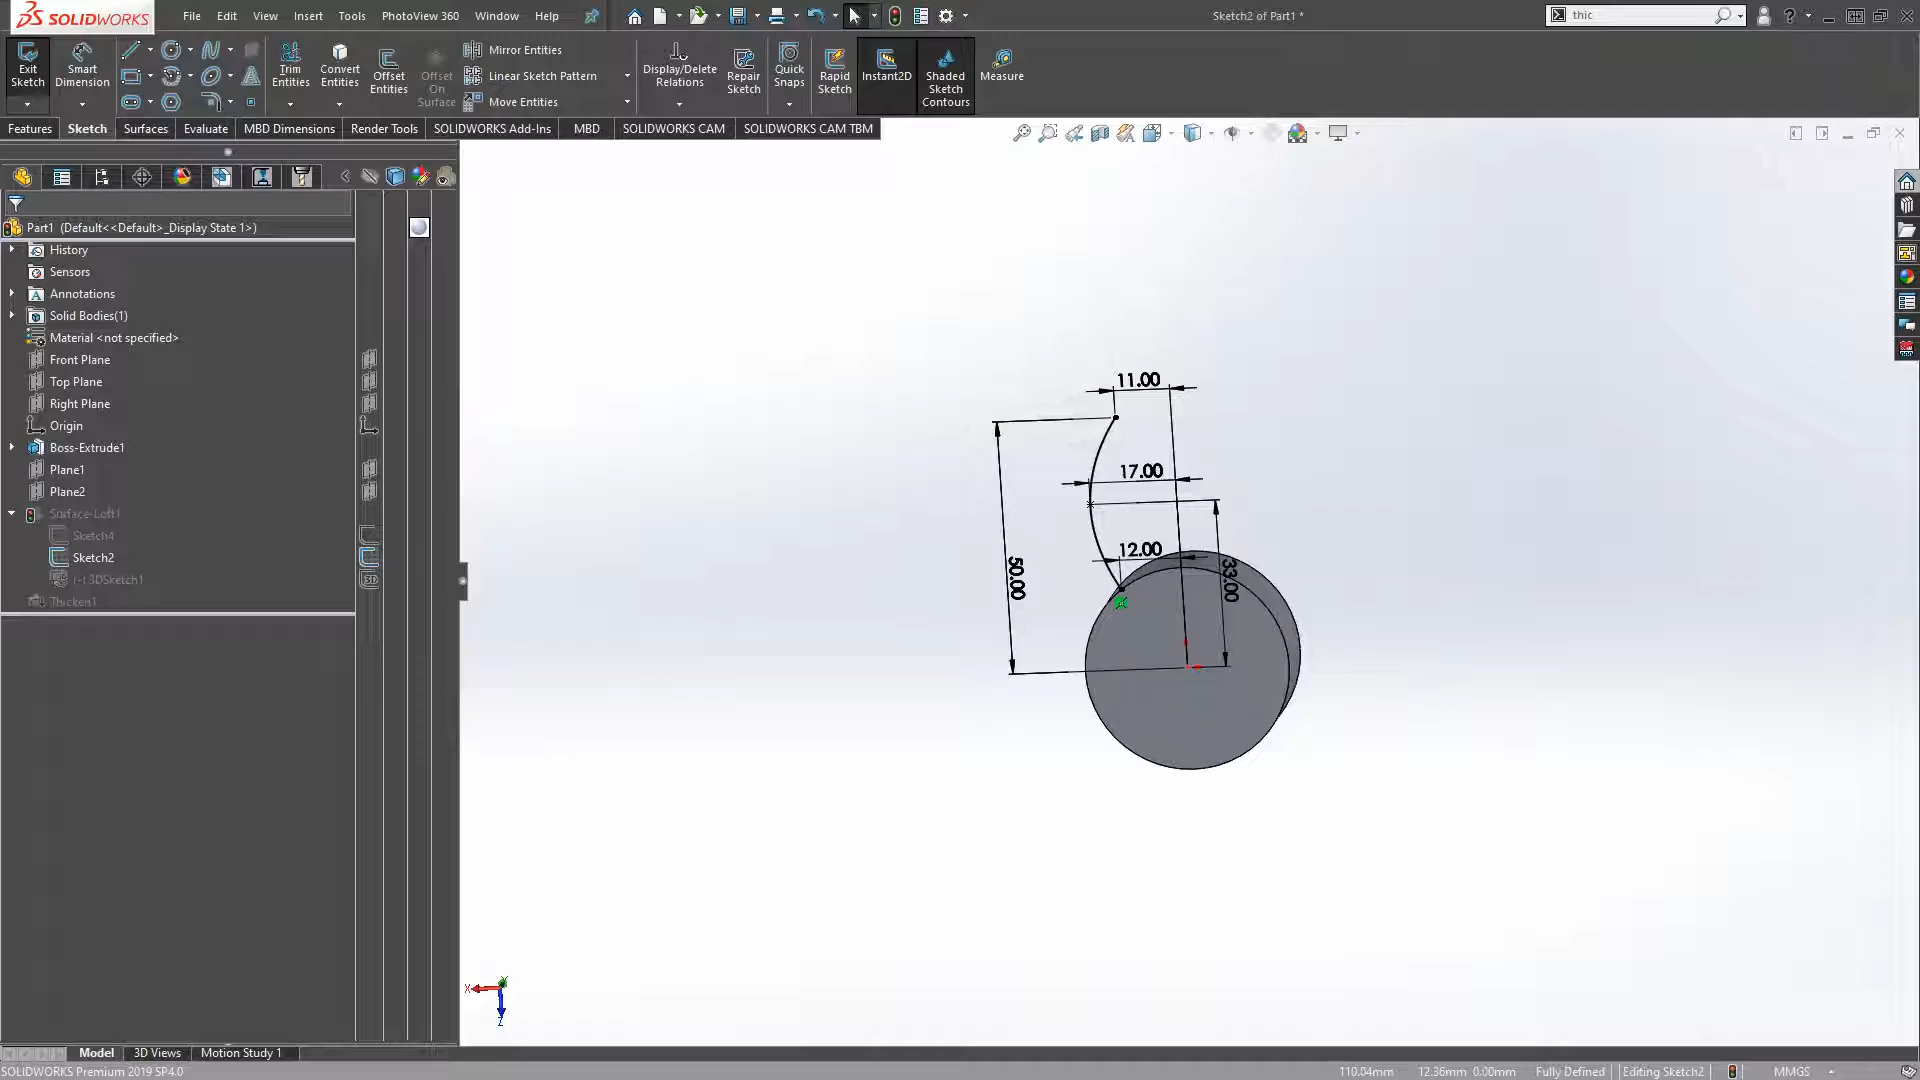 SOLIDWORKS File Edit View Insert Tools PhotoView 360 Window Help Sketch2 of Part1 * thic
Exit Sketch
Smart Dimension
Trim Entities
Convert Entities
Offset Entities
Offset On Surface
Mirror Entities
Linear Sketch Pattern
Move Entities
Display/Delete Relations
Repair Sketch
Quick Snaps
Rapid Sketch
Instant2D
Shaded Sketch Contours
Measure
Features Sketch Surfaces Evaluate MBD Dimensions Render Tools SOLIDWORKS Add-Ins MBD SOLIDWORKS CAM SOLIDWORKS CAM TBM
Part1 (Default<<Default>_Display State 1>)
History
Sensors
Annotations
Solid Bodies(1)
Material <not specified>
Front Plane
Top Plane
Right Plane
Origin
Boss-Extrude1
Plane1
Plane2
Surface-Loft1
Sketch4
Sketch2
(-) 3DSketch1
Thicken1
11.00
17.00
12.00
50.00
33.00
X
Y
Z
Model 3D Views Motion Study 1
SOLIDWORKS Premium 2019 SP4.0 110.04mm 12.36mm 0.00mm Fully Defined Editing Sketch2 MMGS